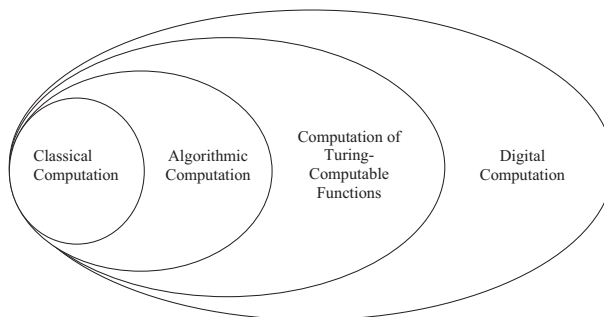 Classical
Computation
Algorithmic
Computation
Computation of
Turing-
Computable
Functions
Digital
Computation